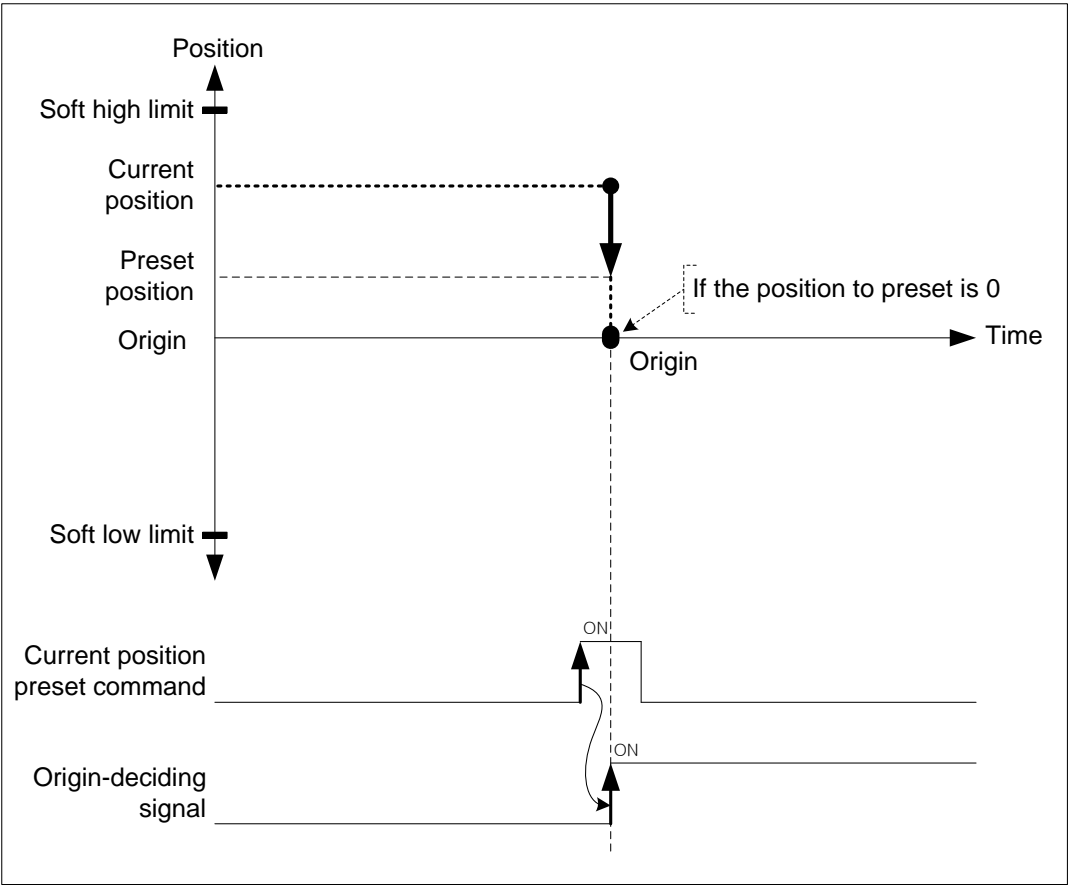 Position
Soft high limit
Current
position
Preset
position
If the position to preset is 0
Origin
Time
Origin
Soft low limit
ON
Current position
preset command
ON
Origin-deciding
signal